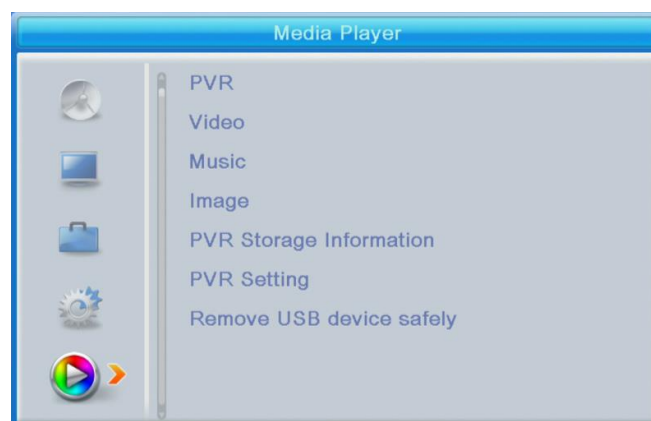 Media Player
PVR
Video
Music
Image
PVR Storage Information
PVR Setting
Remove USB device safely